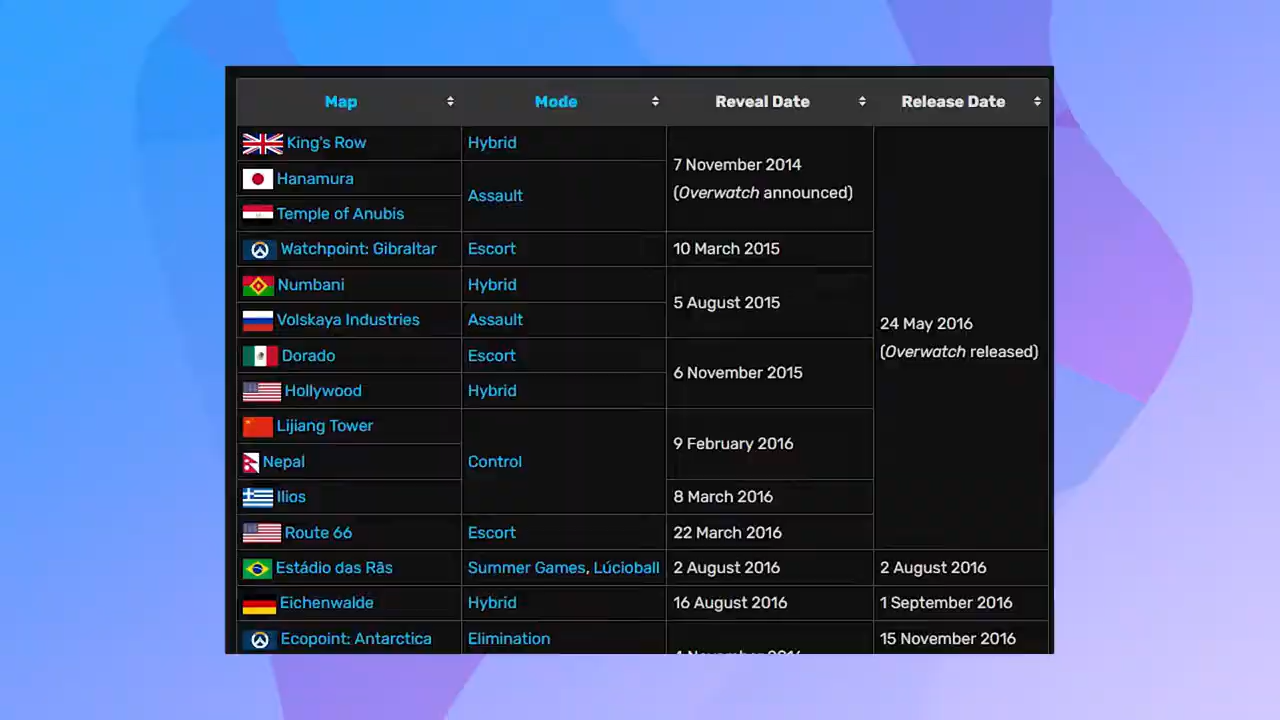 Map Mode Reveal Date Release Date
King's Row Hybrid
7 November 2014
(Overwatch announced)
Hanamura
Assault
Temple of Anubis
Watchpoint: Gibraltar Escort 10 March 2015
Numbani Hybrid
5 August 2015
Volskaya Industries Assault
24 May 2016
(Overwatch released)
Dorado Escort
6 November 2015
Hollywood Hybrid
Lijiang Tower
9 February 2016
Nepal Control
Ilios 8 March 2016
Route 66 Escort 22 March 2016
Estádio das Rãs Summer Games, Lúcioball 2 August 2016 2 August 2016
Eichenwalde Hybrid 16 August 2016 1 September 2016
Ecopoint: Antarctica Elimination 15 November 2016